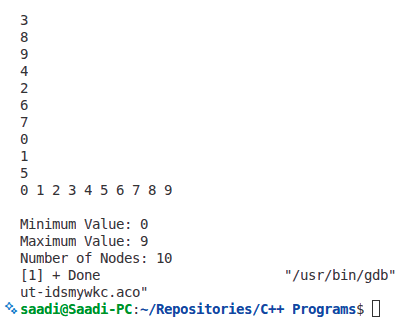 3
8
9
4
2
6
7
0
1
5
0 1 2 3 4 5 6 7 8 9
Minimum Value: 0
Maximum Value: 9
Number of Nodes: 10
[1] + Done "/usr/bin/gdb"
ut-idsmywkc.aco"
saadi@Saadi-PC:~/Repositories/C++ Programs$